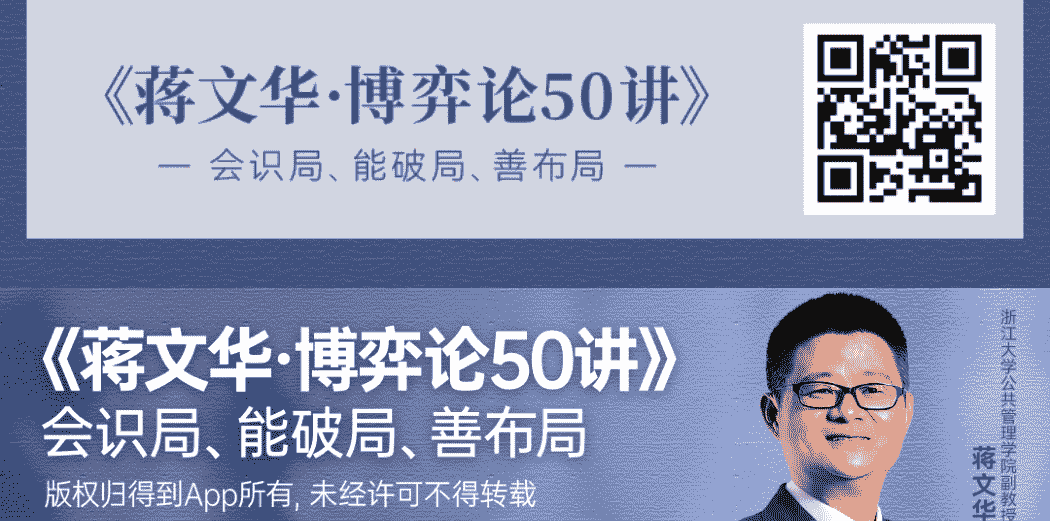 《蒋文华·博弈论50讲》
— 会识局、能破局、善布局 —
《蒋文华·博弈论50讲》
会识局、能破局、善布局
版权归得到App所有, 未经许可不得转载
浙江大学公共管理学院副教授
蒋文华